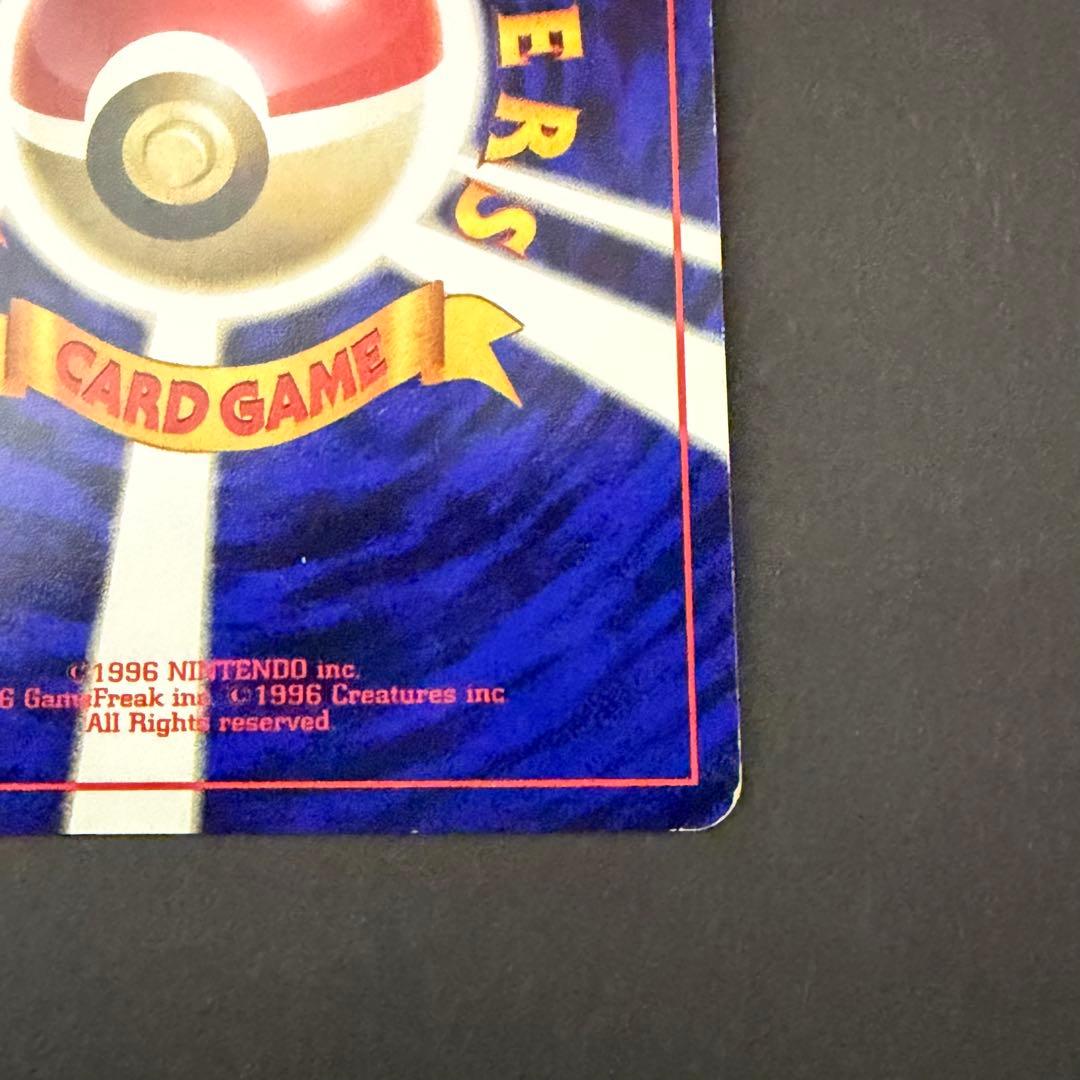 ERS
CARD GAME
©1996 NINTENDO inc.
6 GameFreak inc. ©1996 Creatures inc.
All Rights reserved